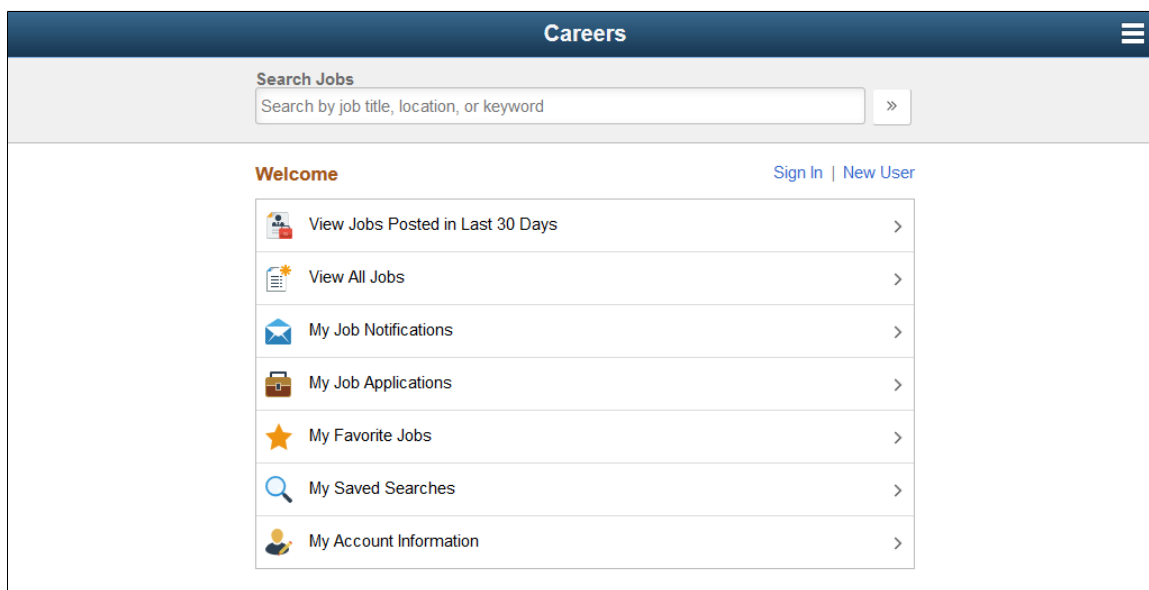 Careers
Search Jobs
Search by job title, location, or keyword
»
Welcome
Sign In | New User
View Jobs Posted in Last 30 Days
View All Jobs
My Job Notifications
My Job Applications
My Favorite Jobs
My Saved Searches
My Account Information